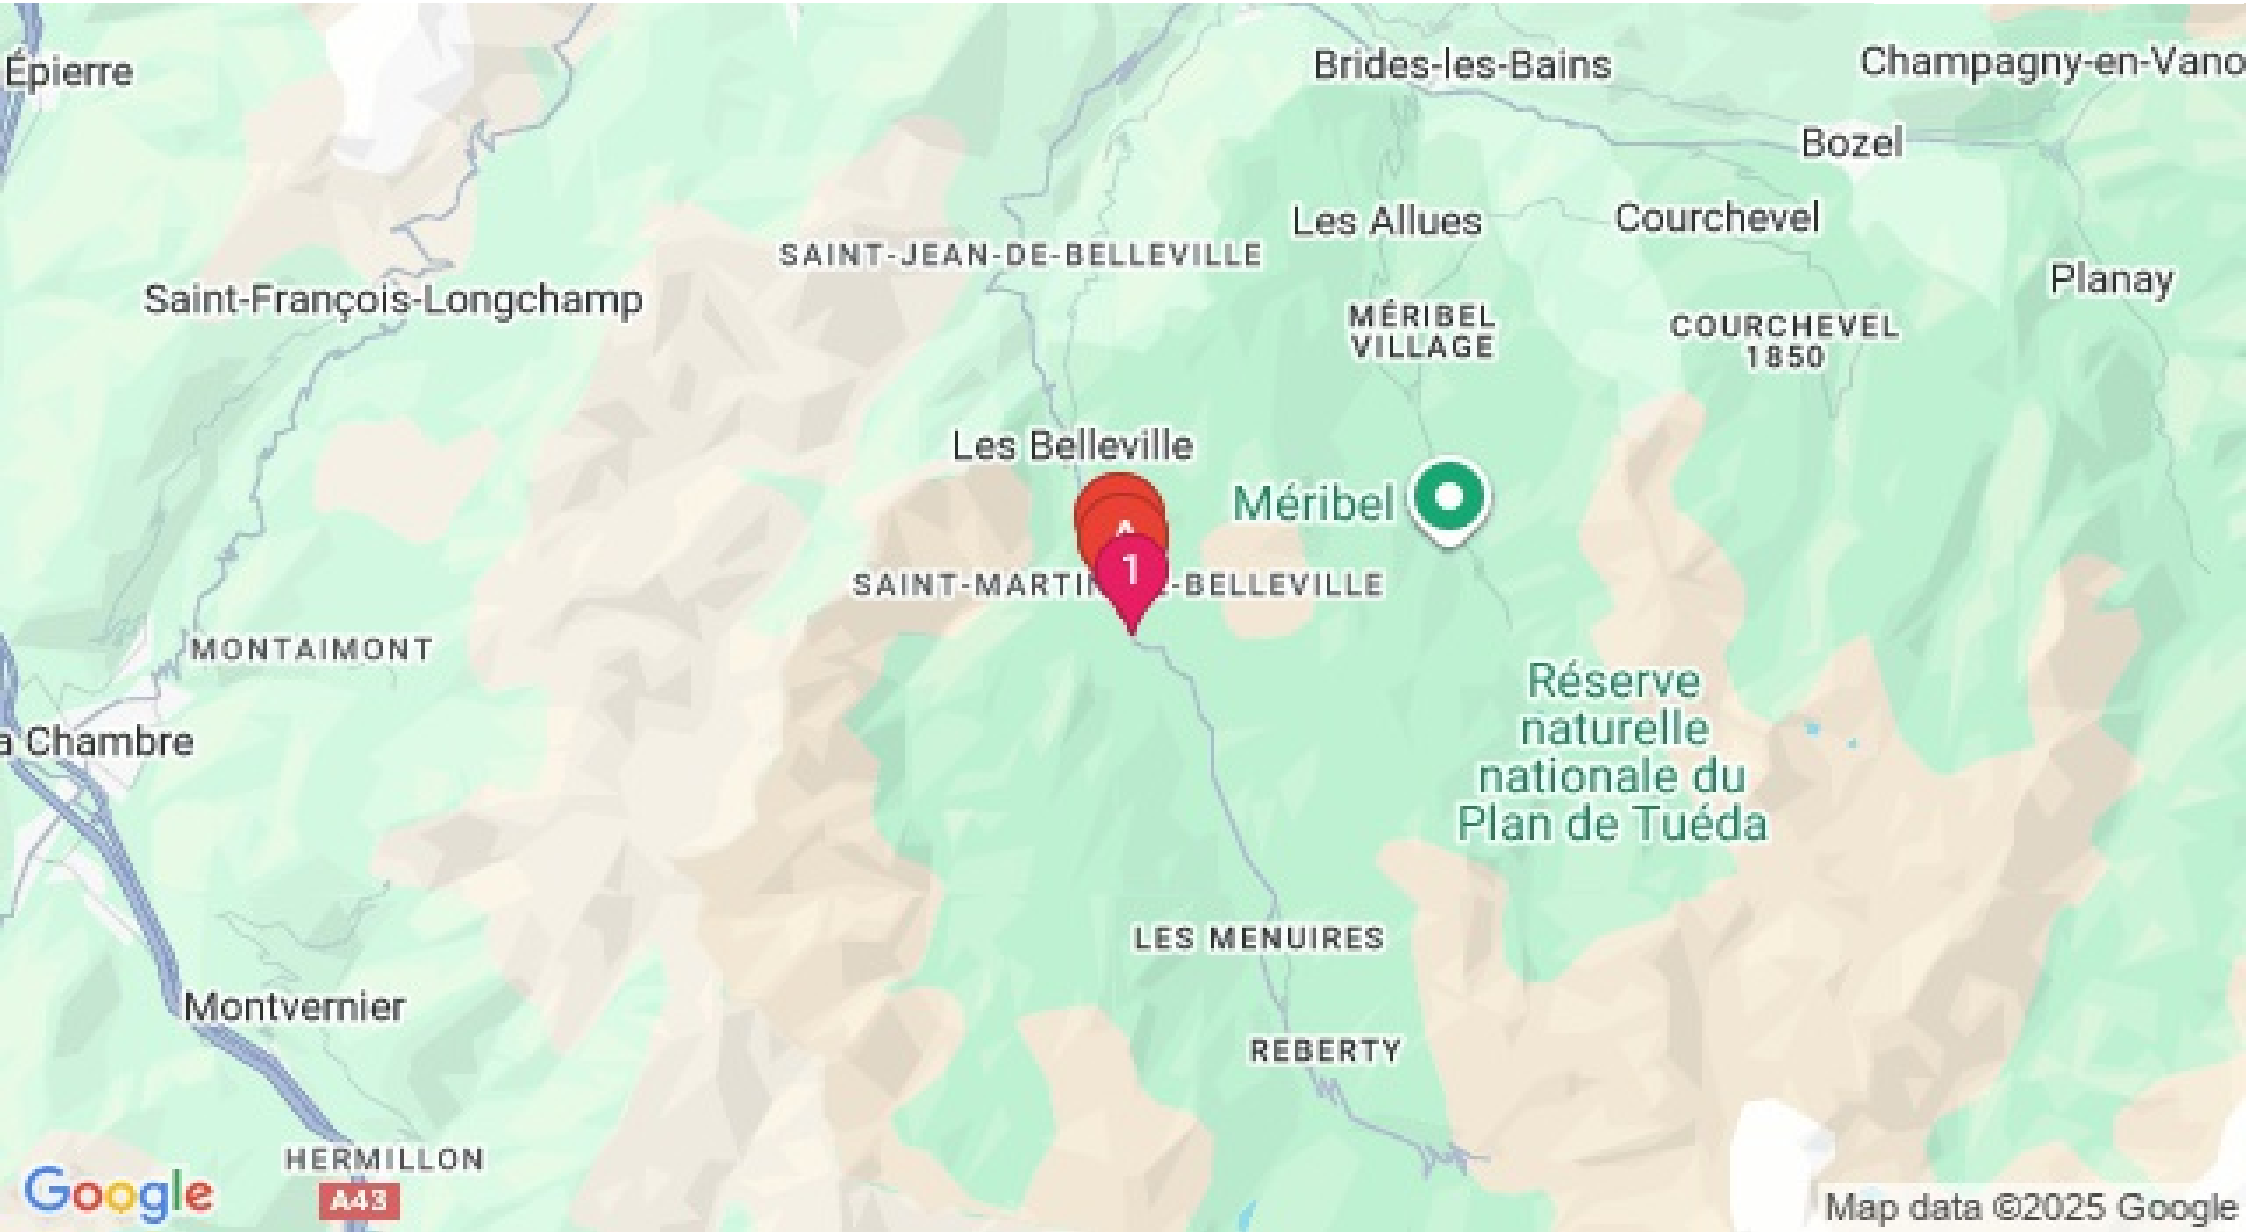 Épierre
Brides-les-Bains
Champagny-en-Vano
Bozel
Les Allues
Courchevel
SAINT-JEAN-DE-BELLEVILLE
Planay
Saint-François-Longchamp
MÉRIBEL
VILLAGE
COURCHEVEL
1850
Les Belleville
Méribel
A
1
SAINT-MARTIN -BELLEVILLE
MONTAIMONT
Réserve
naturelle
nationale du
Plan de Tuéda
a Chambre
LES MENUIRES
Montvernier
REBERTY
HERMILLON
A43
Google
Map data ©2025 Google